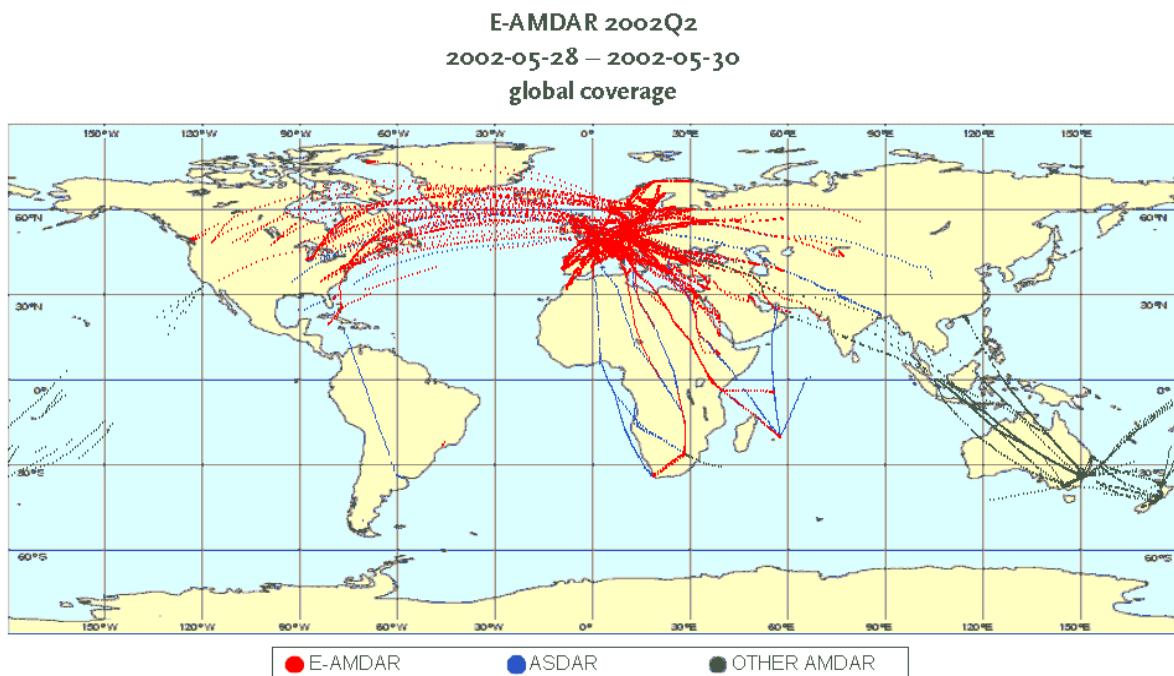 E-AMDAR 2002Q2
2002-05-28 – 2002-05-30
global coverage
150°W 120°W 90°W 60°W 30°W 0° 30°E 60°E 90°E 120°E 150°E
60°N 60°N
30°N 30°N
0° 0°
30°S 30°S
60°S 60°S
150°W 120°W 90°W 60°W 30°W 0° 30°E 60°E 90°E 120°E 150°E
E-AMDAR ASDAR OTHER AMDAR